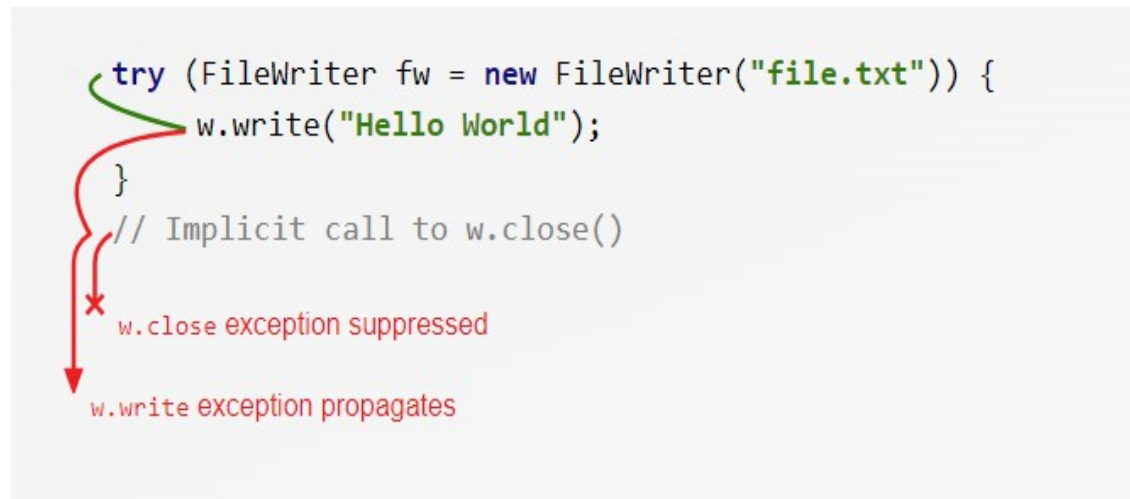 try (FileWriter fw = new FileWriter("file.txt")) {
w.write("Hello World");
}
// Implicit call to w.close()
w.close exception suppressed
w.write exception propagates